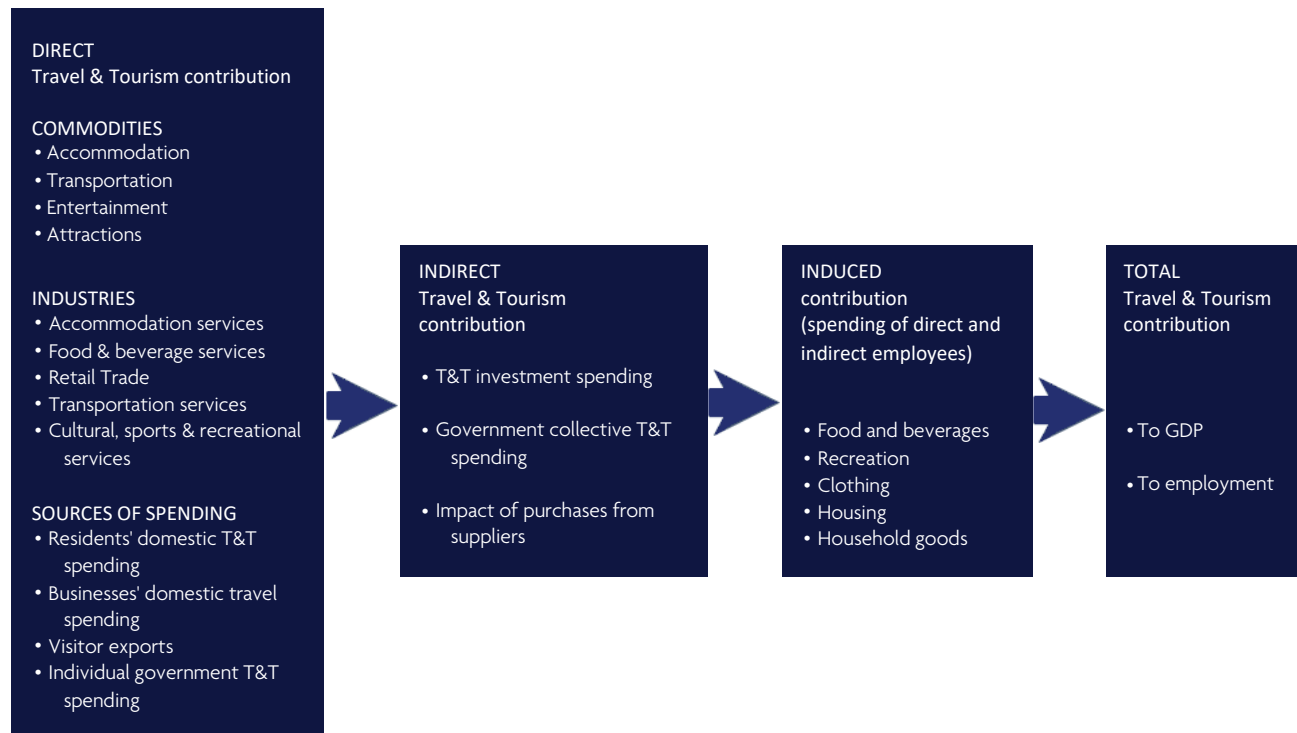 DIRECT
Travel & Tourism contribution
COMMODITIES
• Accommodation
• Transportation
• Entertainment
• Attractions
INDUSTRIES
• Accommodation services
• Food & beverage services
• Retail Trade
• Transportation services
• Cultural, sports & recreational
services
SOURCES OF SPENDING
• Residents' domestic T&T
spending
• Businesses' domestic travel
spending
• Visitor exports
• Individual government T&T
spending
INDIRECT
Travel & Tourism
contribution
• T&T investment spending
• Government collective T&T
spending
• Impact of purchases from
suppliers
INDUCED
contribution
(spending of direct and
indirect employees)
• Food and beverages
• Recreation
• Clothing
• Housing
• Household goods
TOTAL
Travel & Tourism
contribution
• To GDP
• To employment